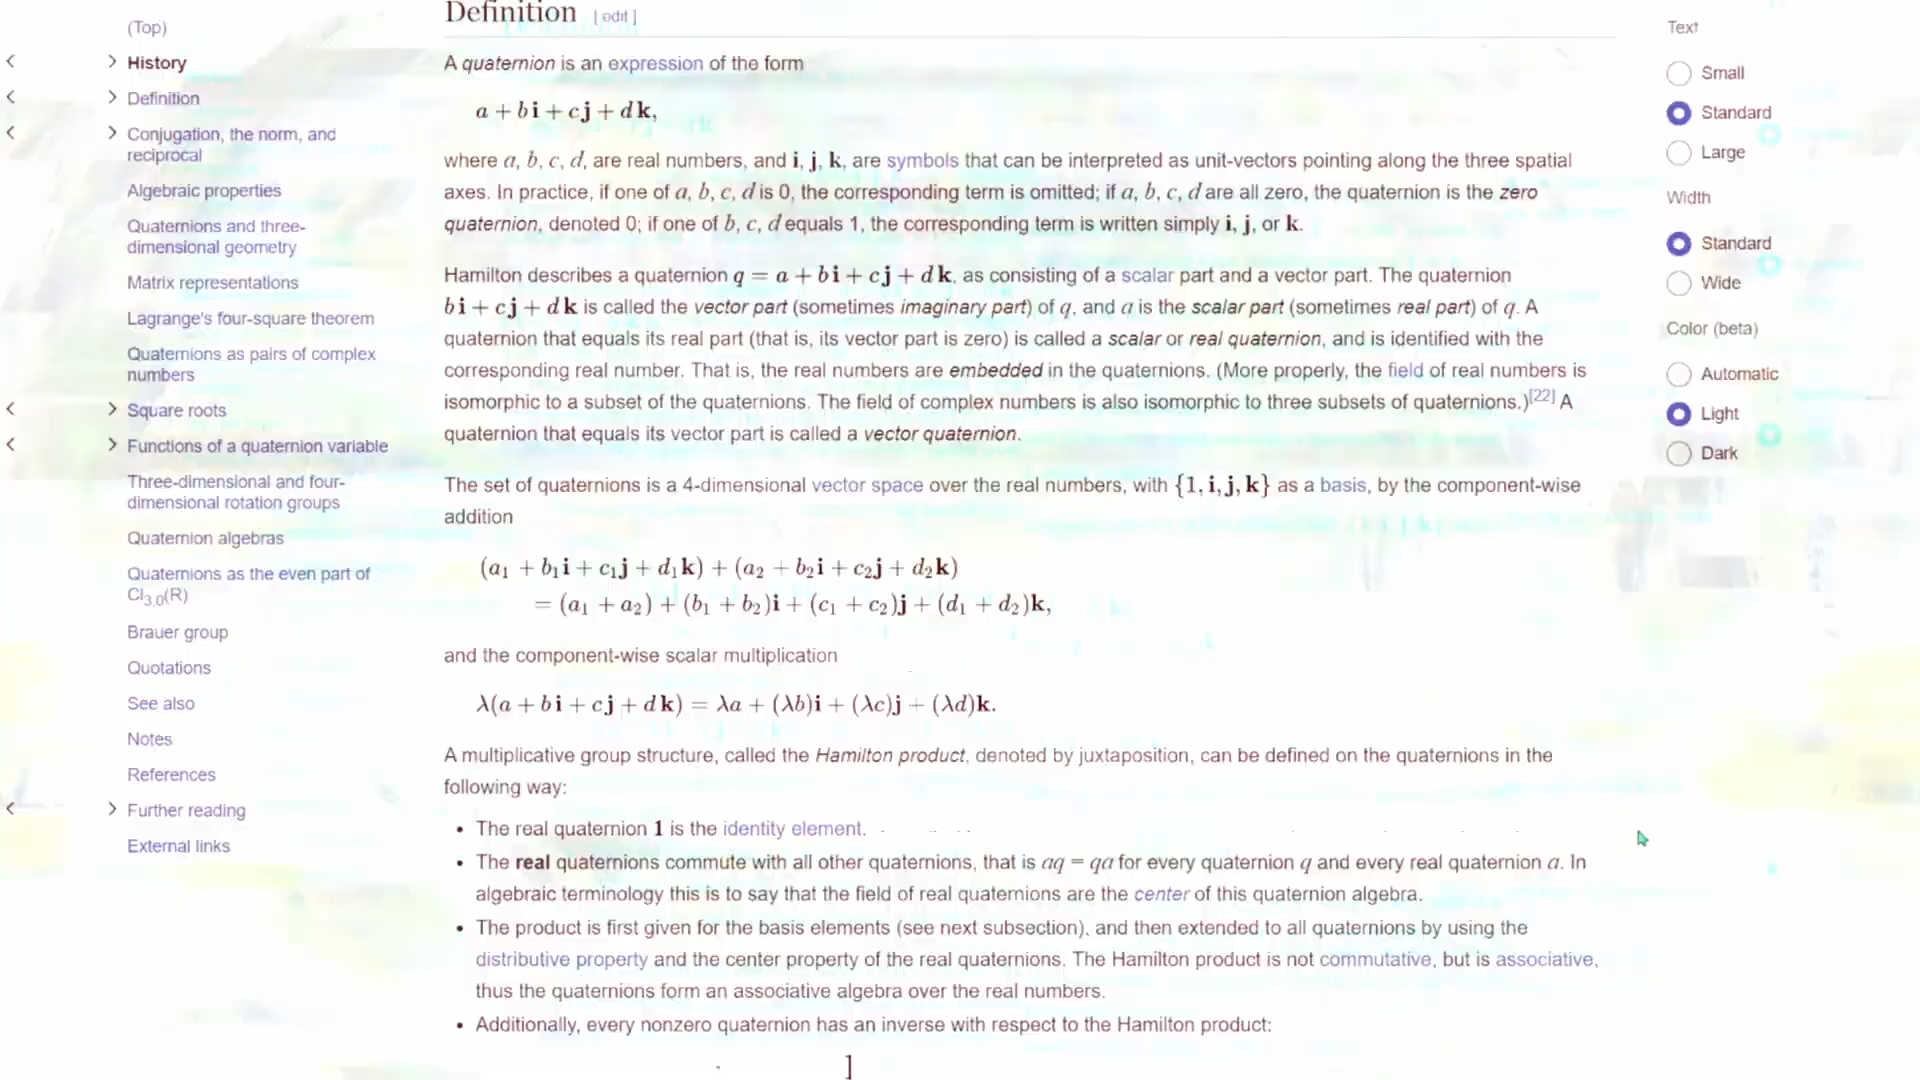 (Top)
History
Definition
Conjugation, the norm, and
reciprocal
Algebraic properties
Quaternions and three-
dimensional geometry
Matrix representations
Lagrange's four-square theorem
Quaternions as pairs of complex
numbers
Square roots
Functions of a quaternion variable
Three-dimensional and four-
dimensional rotation groups
Quaternion algebras
Quaternions as the even part of
Cl₃,₀(R)
Brauer group
Quotations
See also
Notes
References
Further reading
External links
Definition [ edit ]
A quaternion is an expression of the form
a + b i + c j + d k,
where a, b, c, d, are real numbers, and i, j, k, are symbols that can be interpreted as unit-vectors pointing along the three spatial
axes. In practice, if one of a, b, c, d is 0, the corresponding term is omitted; if a, b, c, d are all zero, the quaternion is the zero
quaternion, denoted 0; if one of b, c, d equals 1, the corresponding term is written simply i, j, or k.
Hamilton describes a quaternion q = a + b i + c j + d k, as consisting of a scalar part and a vector part. The quaternion
b i + c j + d k is called the vector part (sometimes imaginary part) of q, and a is the scalar part (sometimes real part) of q. A
quaternion that equals its real part (that is, its vector part is zero) is called a scalar or real quaternion, and is identified with the
corresponding real number. That is, the real numbers are embedded in the quaternions. (More properly, the field of real numbers is
isomorphic to a subset of the quaternions. The field of complex numbers is also isomorphic to three subsets of quaternions.)[22] A
quaternion that equals its vector part is called a vector quaternion.
The set of quaternions is a 4-dimensional vector space over the real numbers, with {1, i, j, k} as a basis, by the component-wise
addition
(a₁ + b₁i + c₁j + d₁k) + (a₂ + b₂i + c₂j + d₂k)
= (a₁ + a₂) + (b₁ + b₂)i + (c₁ + c₂)j + (d₁ + d₂)k,
and the component-wise scalar multiplication
λ(a + b i + c j + d k) = λa + (λb)i + (λc)j + (λd)k.
A multiplicative group structure, called the Hamilton product, denoted by juxtaposition, can be defined on the quaternions in the
following way:
• The real quaternion 1 is the identity element.
• The real quaternions commute with all other quaternions, that is aq = qa for every quaternion q and every real quaternion a. In
algebraic terminology this is to say that the field of real quaternions are the center of this quaternion algebra.
• The product is first given for the basis elements (see next subsection), and then extended to all quaternions by using the
distributive property and the center property of the real quaternions. The Hamilton product is not commutative, but is associative,
thus the quaternions form an associative algebra over the real numbers.
• Additionally, every nonzero quaternion has an inverse with respect to the Hamilton product:
Text
Small
Standard
Large
Width
Standard
Wide
Color (beta)
Automatic
Light
Dark